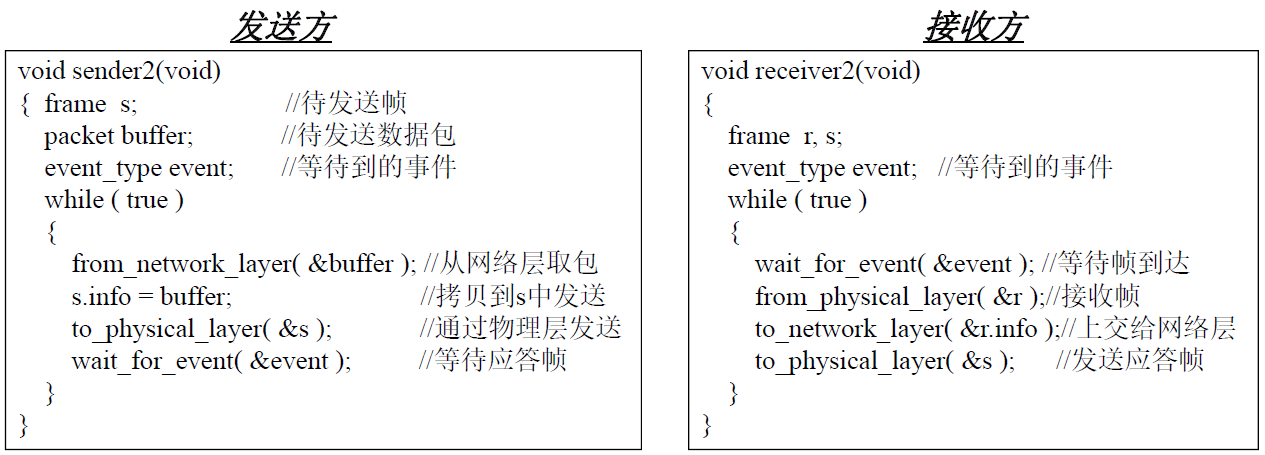 发送方
void sender2(void)
{ frame s; //待发送帧
packet buffer; //待发送数据包
event_type event; //等待到的事件
while ( true )
{
from_network_layer( &buffer ); //从网络层取包
s.info = buffer; //拷贝到s中发送
to_physical_layer( &s ); //通过物理层发送
wait_for_event( &event ); //等待应答帧
}
}
接收方
void receiver2(void)
{
frame r, s;
event_type event; //等待到的事件
while ( true )
{
wait_for_event( &event ); //等待帧到达
from_physical_layer( &r );//接收帧
to_network_layer( &r.info );//上交给网络层
to_physical_layer( &s ); //发送应答帧
}
}